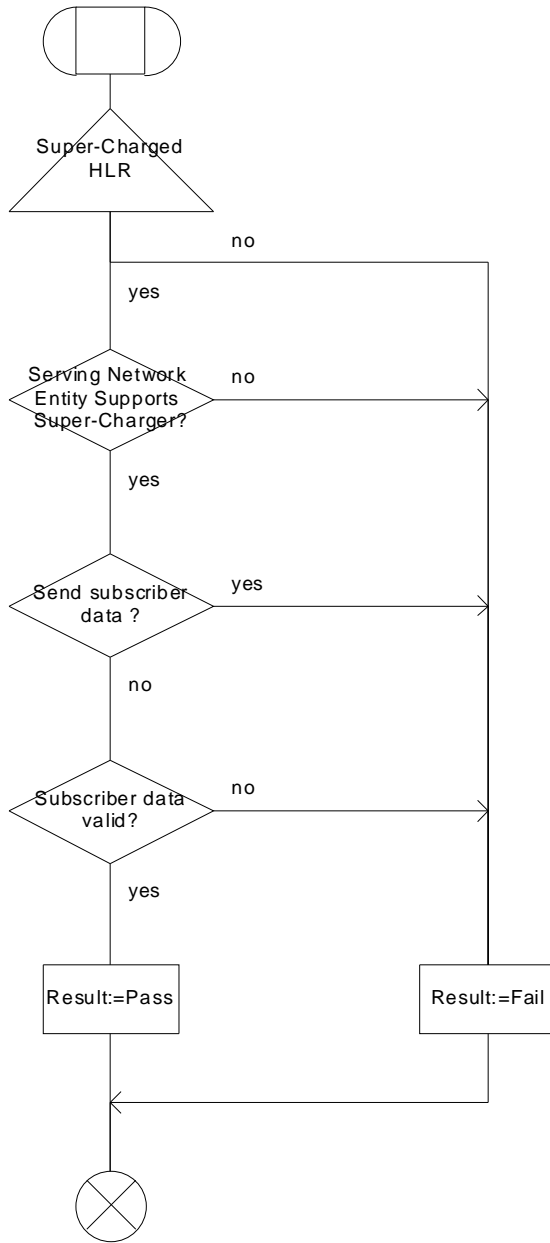 Super-Charged
HLR
no
yes
Serving Network
Entity Supports
Super-Charger?
no
yes
Send subscriber
data ?
yes
no
Subscriber data
valid?
no
yes
Result:=Pass
Result:=Fail